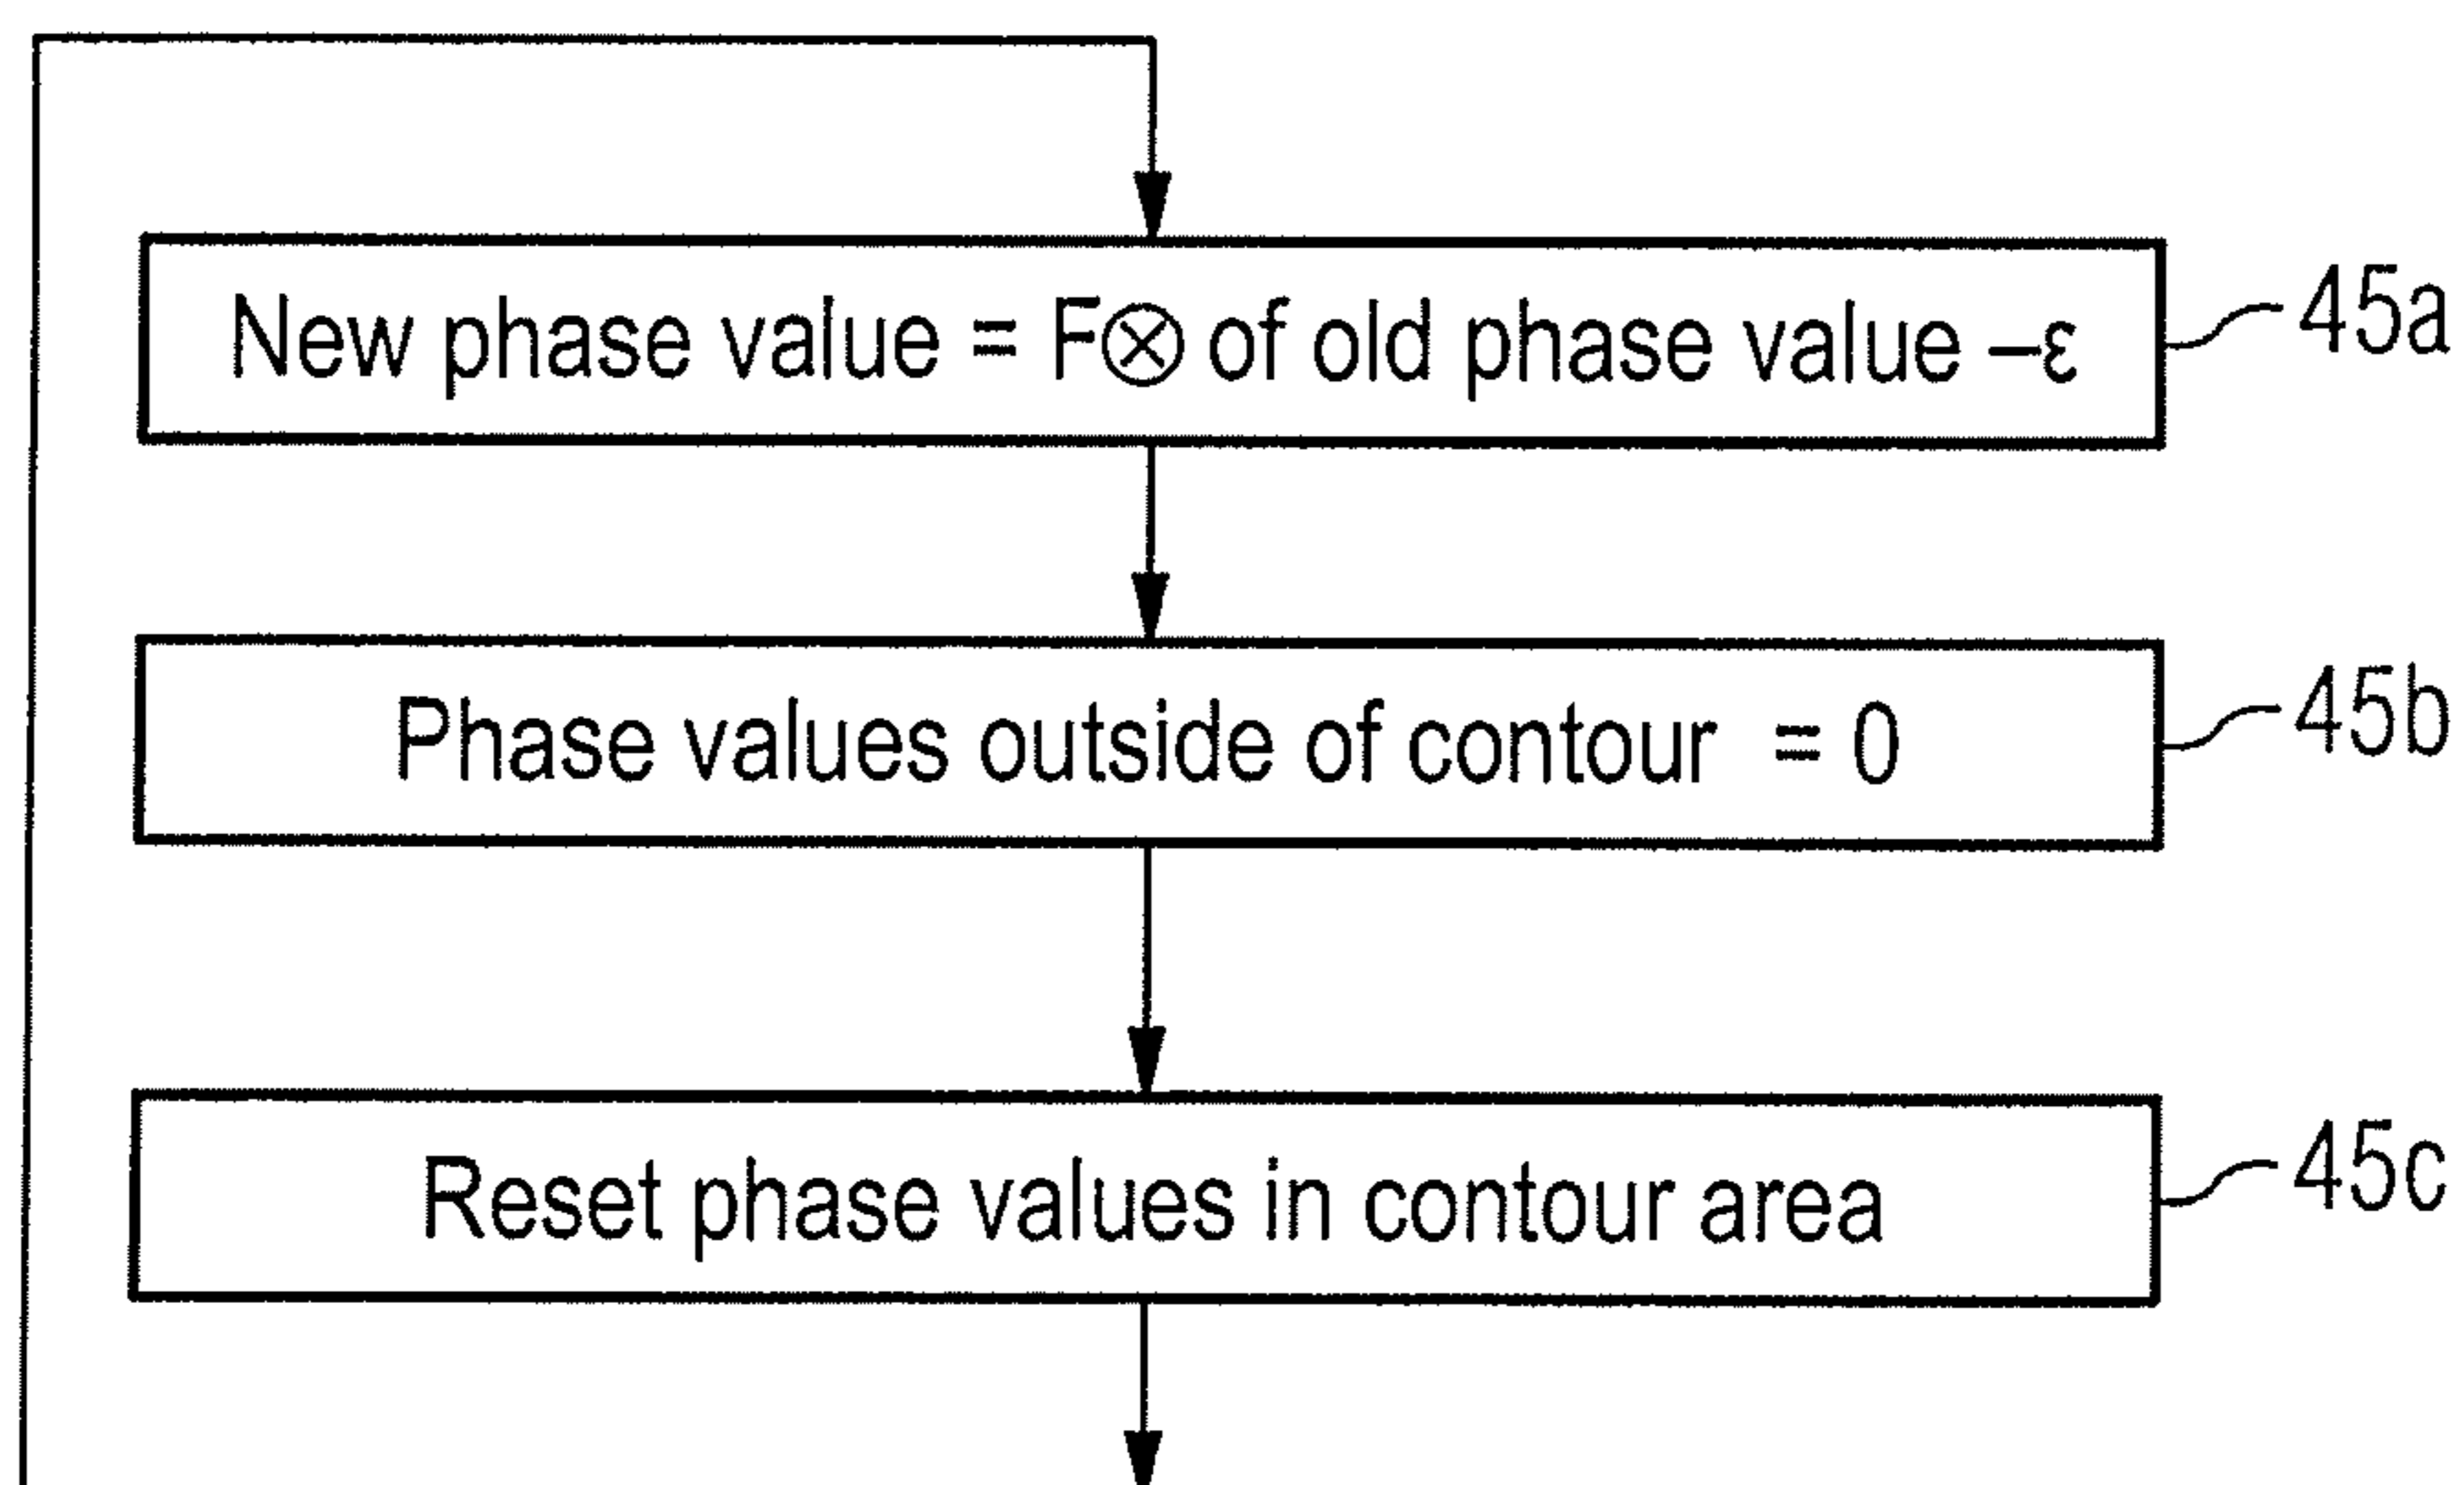 New phase value = F⊗ of old phase value –ε
45a
Phase values outside of contour = 0
45b
Reset phase values in contour area
45c